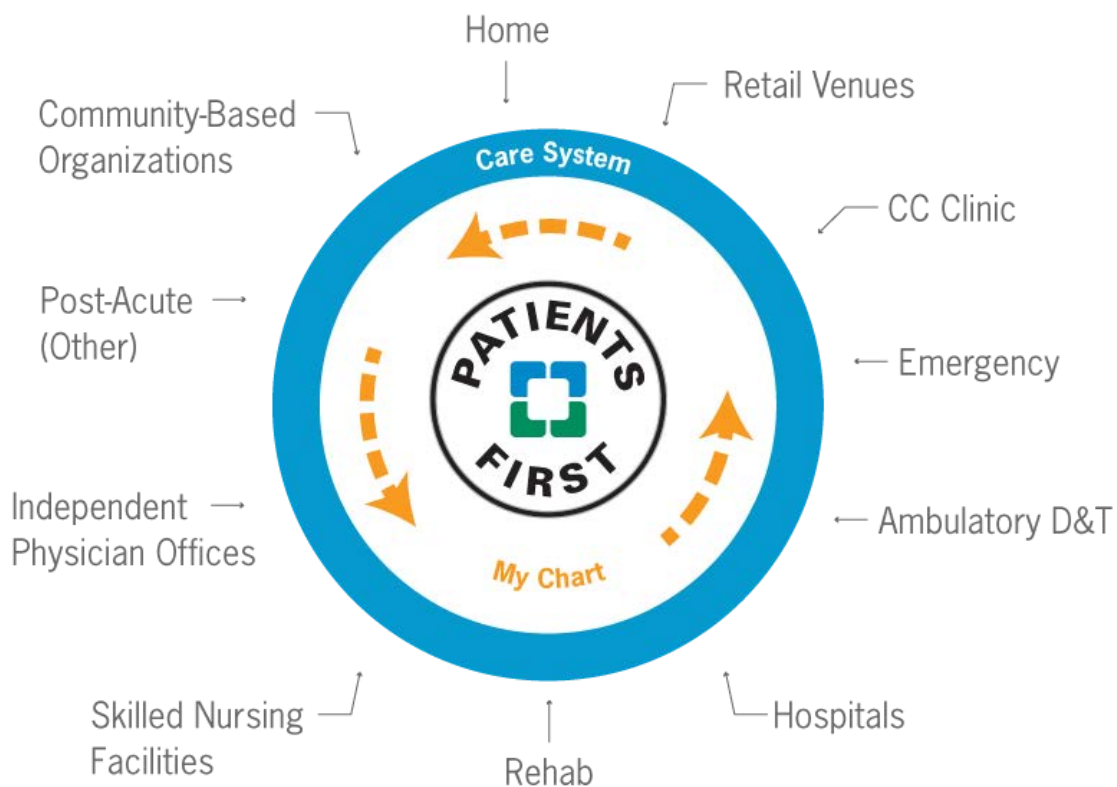 Home
Retail Venues
Community-Based
Organizations
Care System
CC Clinic
Post-Acute
(Other)
PATIENTS
FIRST
Emergency
Independent
Physician Offices
Ambulatory D&T
My Chart
Skilled Nursing
Facilities
Hospitals
Rehab